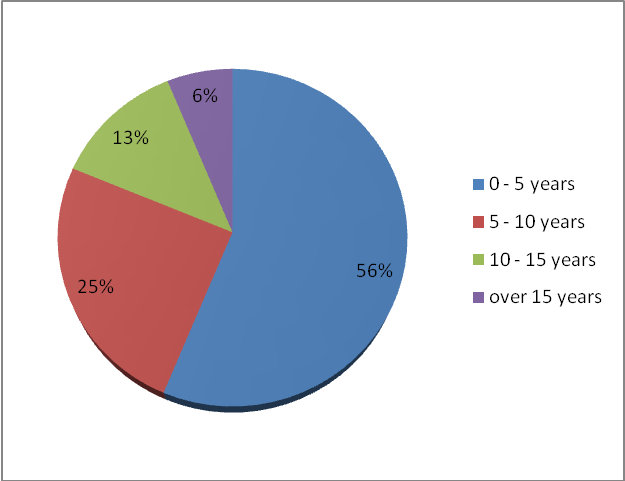 6%
13%
25%
56%
0 - 5 years
5 - 10 years
10 - 15 years
over 15 years